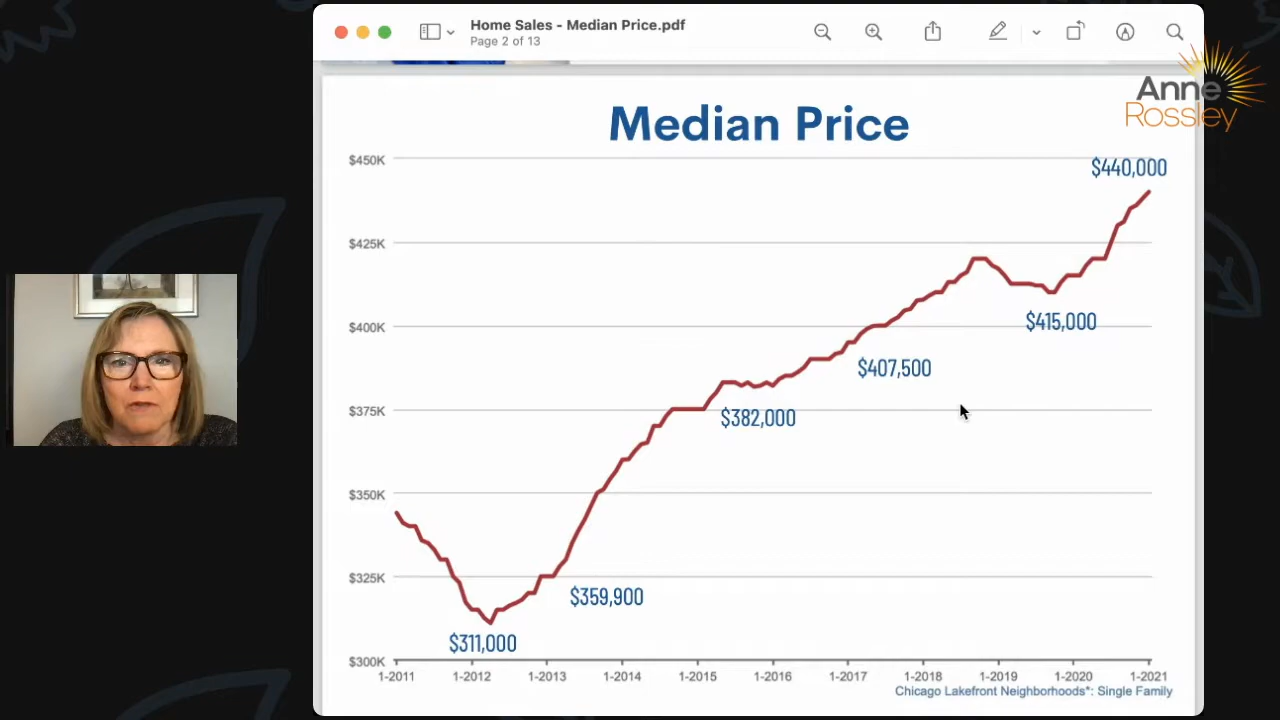 Home Sales - Median Price.pdf
Page 2 of 13
Anne
Rossley
Median Price
$450K
$440,000
$425K
$400K
$415,000
$407,500
$375K
$382,000
$350K
$325K
$359,900
$311,000
$300K
1-2011 1-2012 1-2013 1-2014 1-2015 1-2016 1-2017 1-2018 1-2019 1-2020 1-2021
Chicago Lakefront Neighborhoods*: Single Family